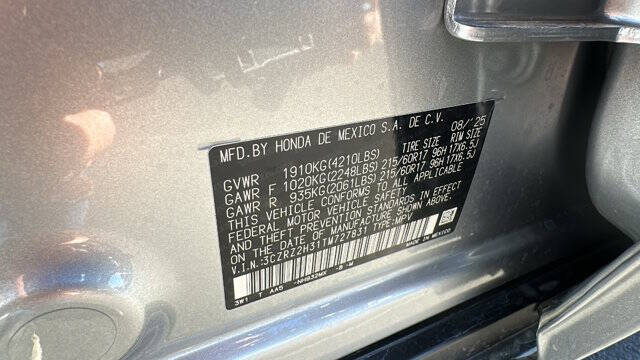 MFD.BY HONDA DE MEXICO S.A. DE C.V. 08/'25
TIRE SIZE RIM SIZE
GVWR 1910KG(4210LBS)
GAWR F 1020KG(2248LBS) 215/60R17 96H 17X6.5J
GAWR R 935KG(2061LBS) 215/60R17 96H 17X6.5J
THIS VEHICLE CONFORMS TO ALL APPLICABLE
FEDERAL MOTOR VEHICLE SAFETY
AND THEFT PREVENTION STANDARDS IN EFFECT
ON THE DATE OF MANUFACTURE SHOWN ABOVE.
V.I.N.:3CZRZ2H31TM727831 TYPE:MPV
3W1 T AA5 -NH932MX -B -M MADE IN MEXICO